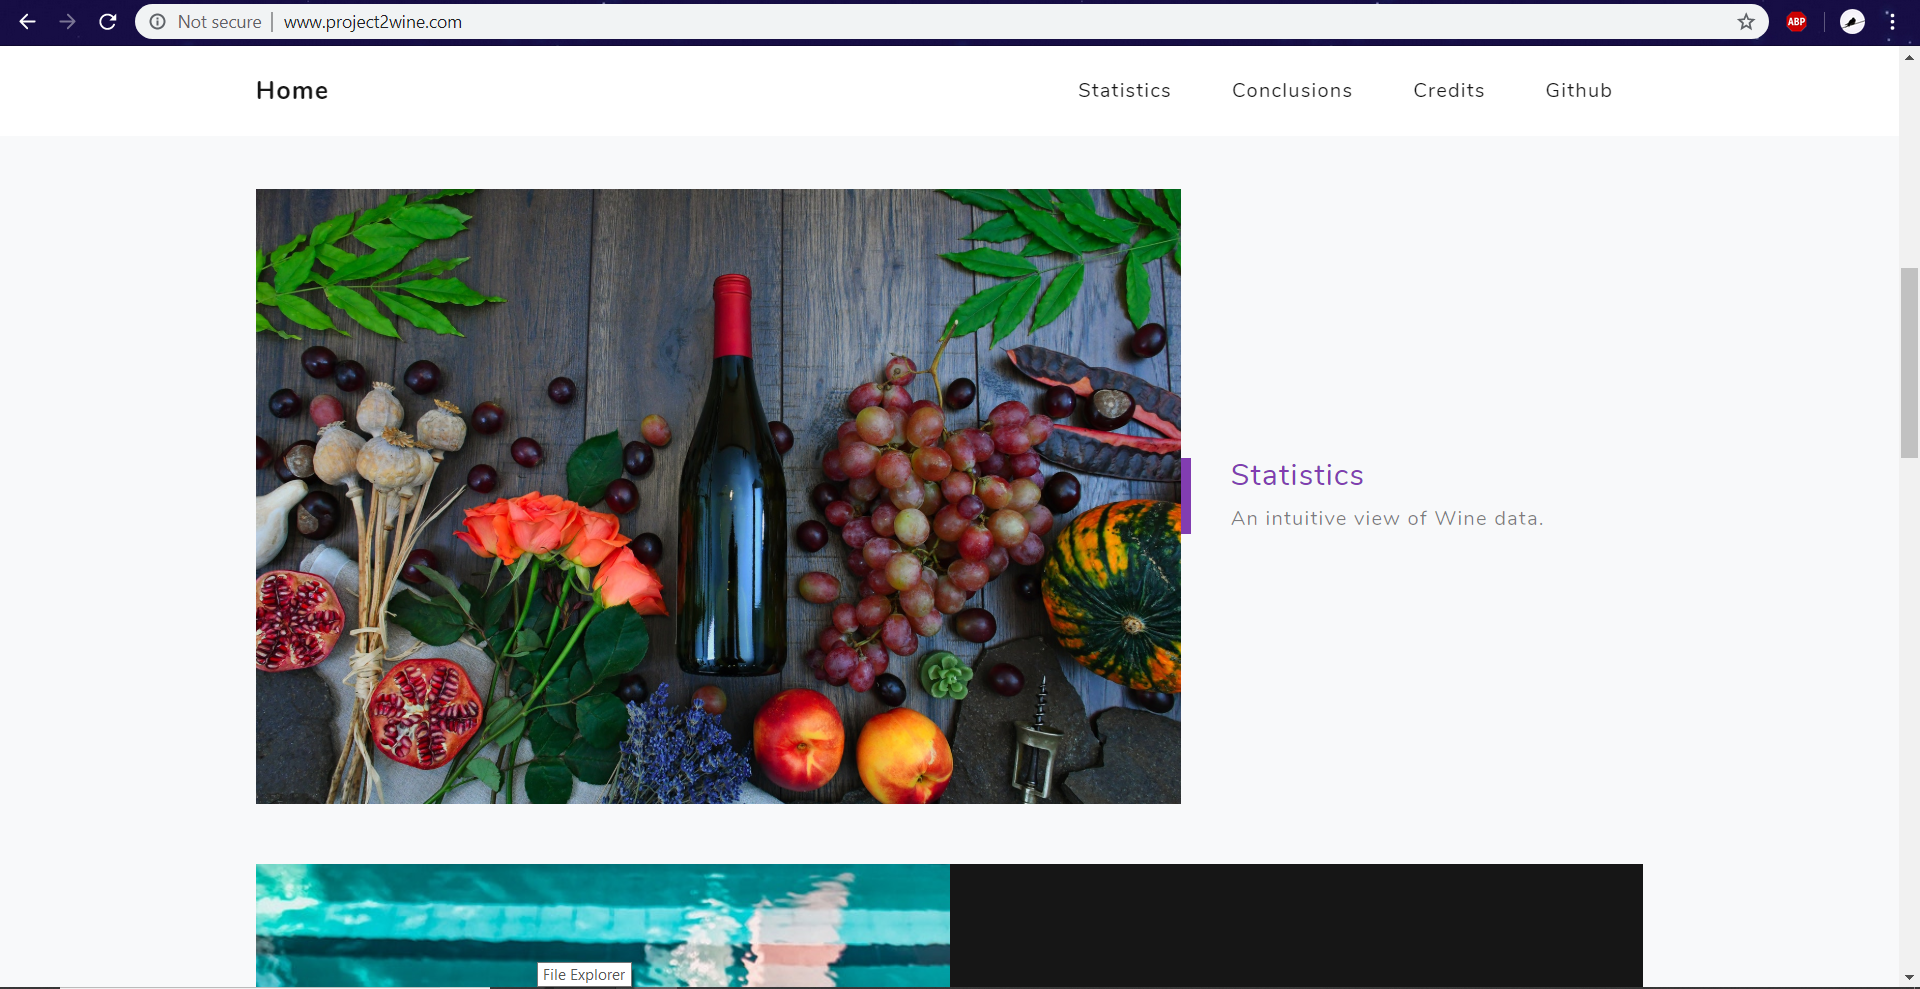 Not secure | www.project2wine.com
ABP
Home
Statistics
Conclusions
Credits
Github
Statistics
An intuitive view of Wine data.
File Explorer